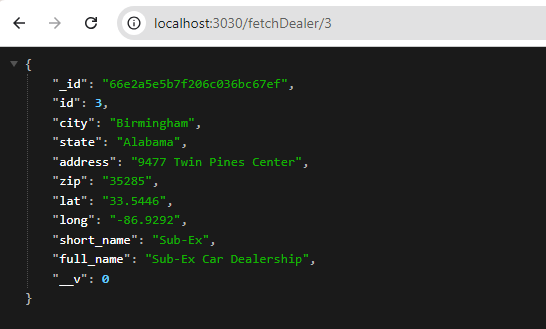 localhost:3030/fetchDealer/3
{
"_id": "66e2a5e5b7f206c036bc67ef",
"id": 3,
"city": "Birmingham",
"state": "Alabama",
"address": "9477 Twin Pines Center",
"zip": "35285",
"lat": "33.5446",
"long": "-86.9292",
"short_name": "Sub-Ex",
"full_name": "Sub-Ex Car Dealership",
"__v": 0
}